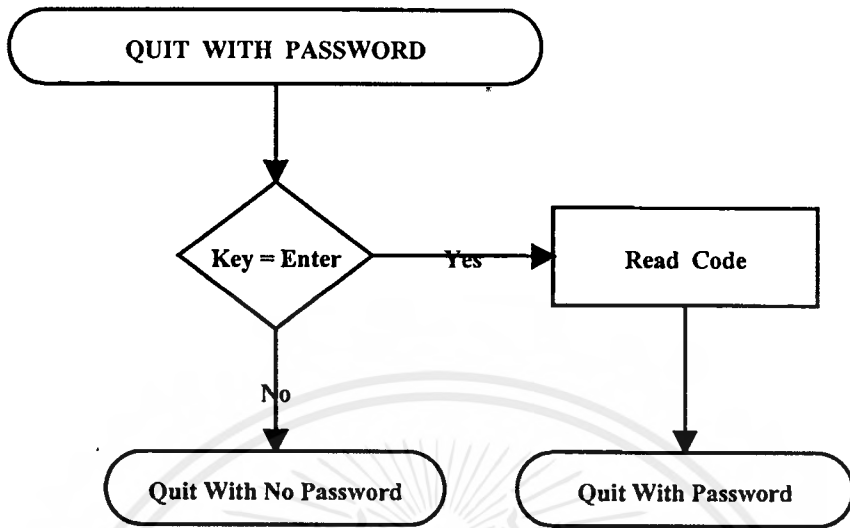 QUIT WITH PASSWORD
Key = Enter
Yes
Read Code
No
Quit With No Password
Quit With Password